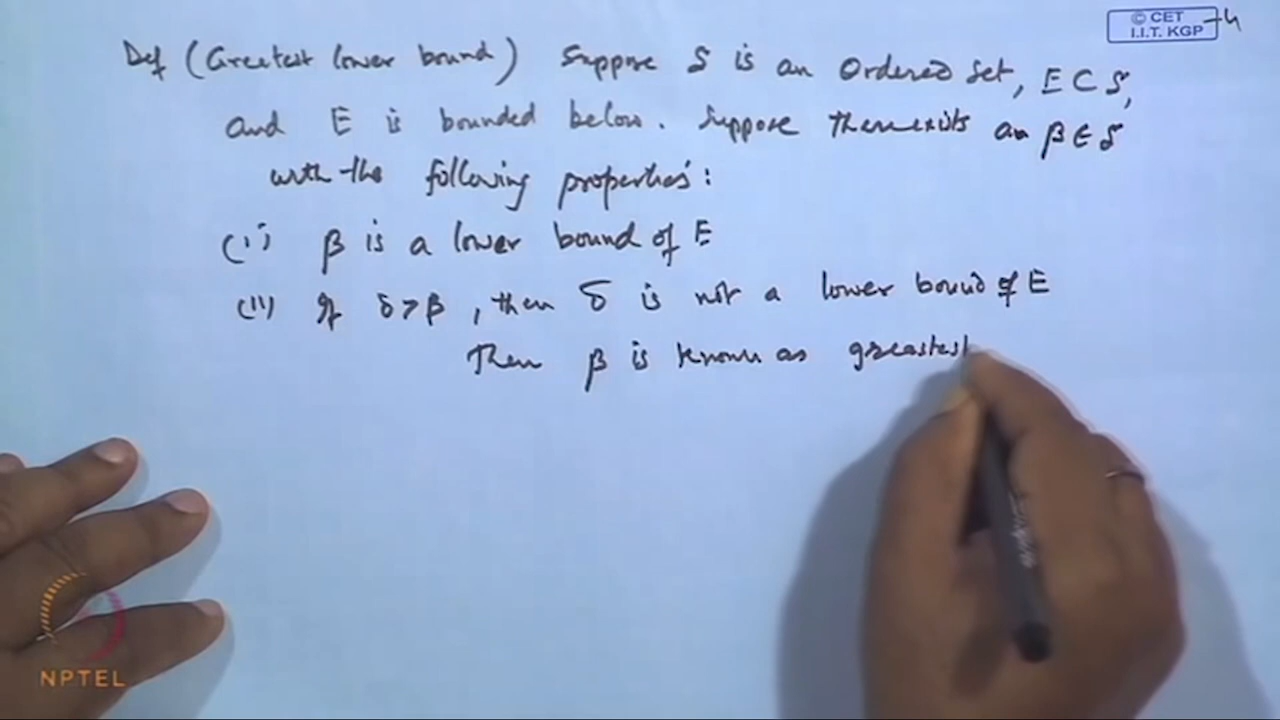 © CET
I.I.T. KGP
Def (Greatest lower bound) Suppose S is an Ordered Set, E ⊂ S,
and E is bounded below. Suppose there exits an β ∈ S
with the following properties:
(i) β is a lower bound of E
(ii) If δ > β, then δ is not a lower bound of E
Then β is known as greatest
NPTEL